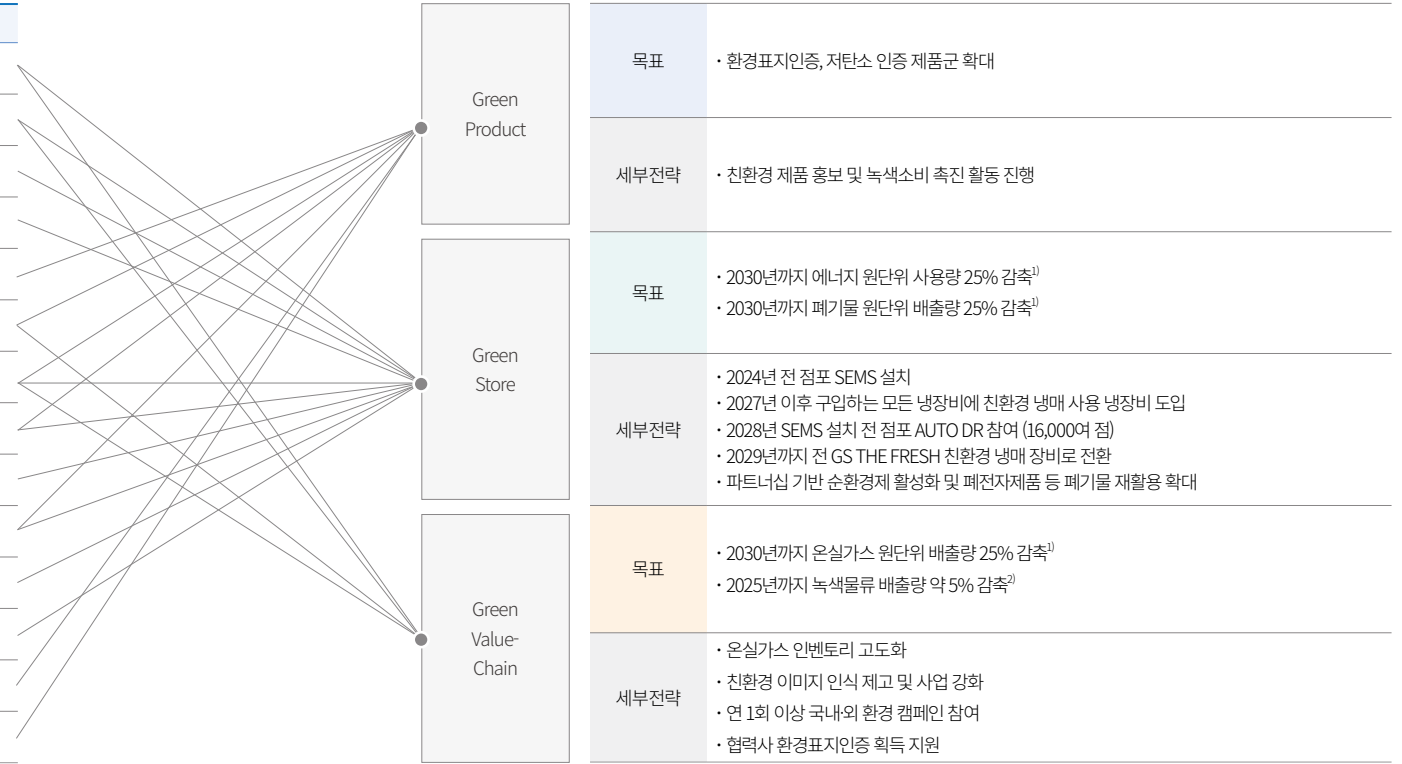 Green
Product
목표
· 환경표지인증, 저탄소 인증 제품군 확대
세부전략
· 친환경 제품 홍보 및 녹색소비 촉진 활동 진행
Green
Store
목표
· 2030년까지 에너지 원단위 사용량 25% 감축1)
· 2030년까지 폐기물 원단위 배출량 25% 감축1)
세부전략
· 2024년 전 점포 SEMS 설치
· 2027년 이후 구입하는 모든 냉장비에 친환경 냉매 사용 냉장비 도입
· 2028년 SEMS 설치 전 점포 AUTO DR 참여 (16,000여 점)
· 2029년까지 전 GS THE FRESH 친환경 냉매 장비로 전환
· 파트너십 기반 순환경제 활성화 및 폐전자제품 등 폐기물 재활용 확대
Green
Value-
Chain
목표
· 2030년까지 온실가스 원단위 배출량 25% 감축1)
· 2025년까지 녹색물류 배출량 약 5% 감축2)
세부전략
· 온실가스 인벤토리 고도화
· 친환경 이미지 인식 제고 및 사업 강화
· 연 1회 이상 국내·외 환경 캠페인 참여
· 협력사 환경표지인증 획득 지원